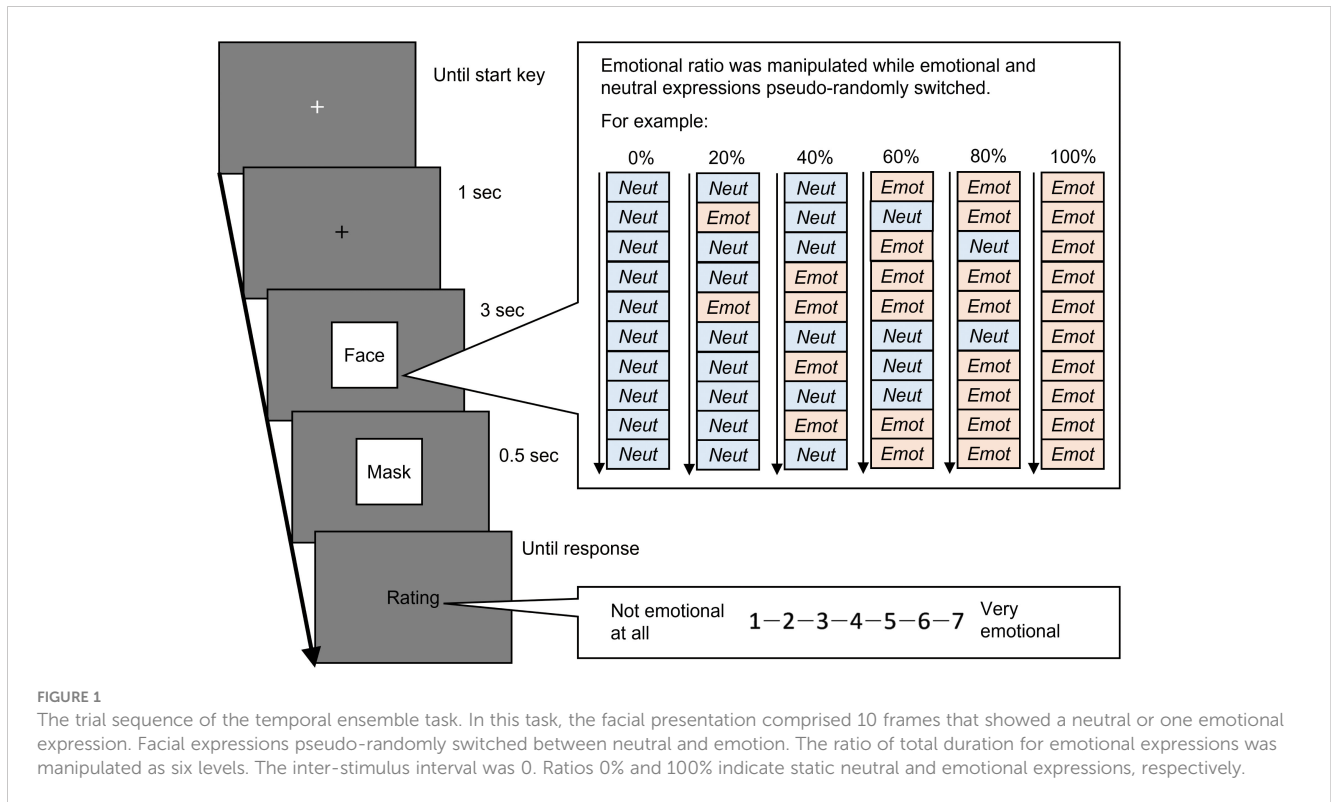 Until start key
+
1 sec
+
3 sec
Face
0.5 sec
Mask
Until response
Rating
Emotional ratio was manipulated while emotional and
neutral expressions pseudo-randomly switched.
For example:
0% 20% 40% 60% 80% 100%
Neut Neut Neut Emot Emot Emot
Neut Emot Neut Neut Emot Emot
Neut Neut Neut Emot Neut Emot
Neut Neut Emot Emot Emot Emot
Neut Emot Emot Emot Emot Emot
Neut Neut Neut Neut Neut Emot
Neut Neut Emot Neut Emot Emot
Neut Neut Neut Neut Emot Emot
Neut Neut Emot Emot Emot Emot
Neut Neut Neut Emot Emot Emot
Not emotional
at all
1—2—3—4—5—6—7
Very
emotional
FIGURE 1
The trial sequence of the temporal ensemble task. In this task, the facial presentation comprised 10 frames that showed a neutral or one emotional
expression. Facial expressions pseudo-randomly switched between neutral and emotion. The ratio of total duration for emotional expressions was
manipulated as six levels. The inter-stimulus interval was 0. Ratios 0% and 100% indicate static neutral and emotional expressions, respectively.